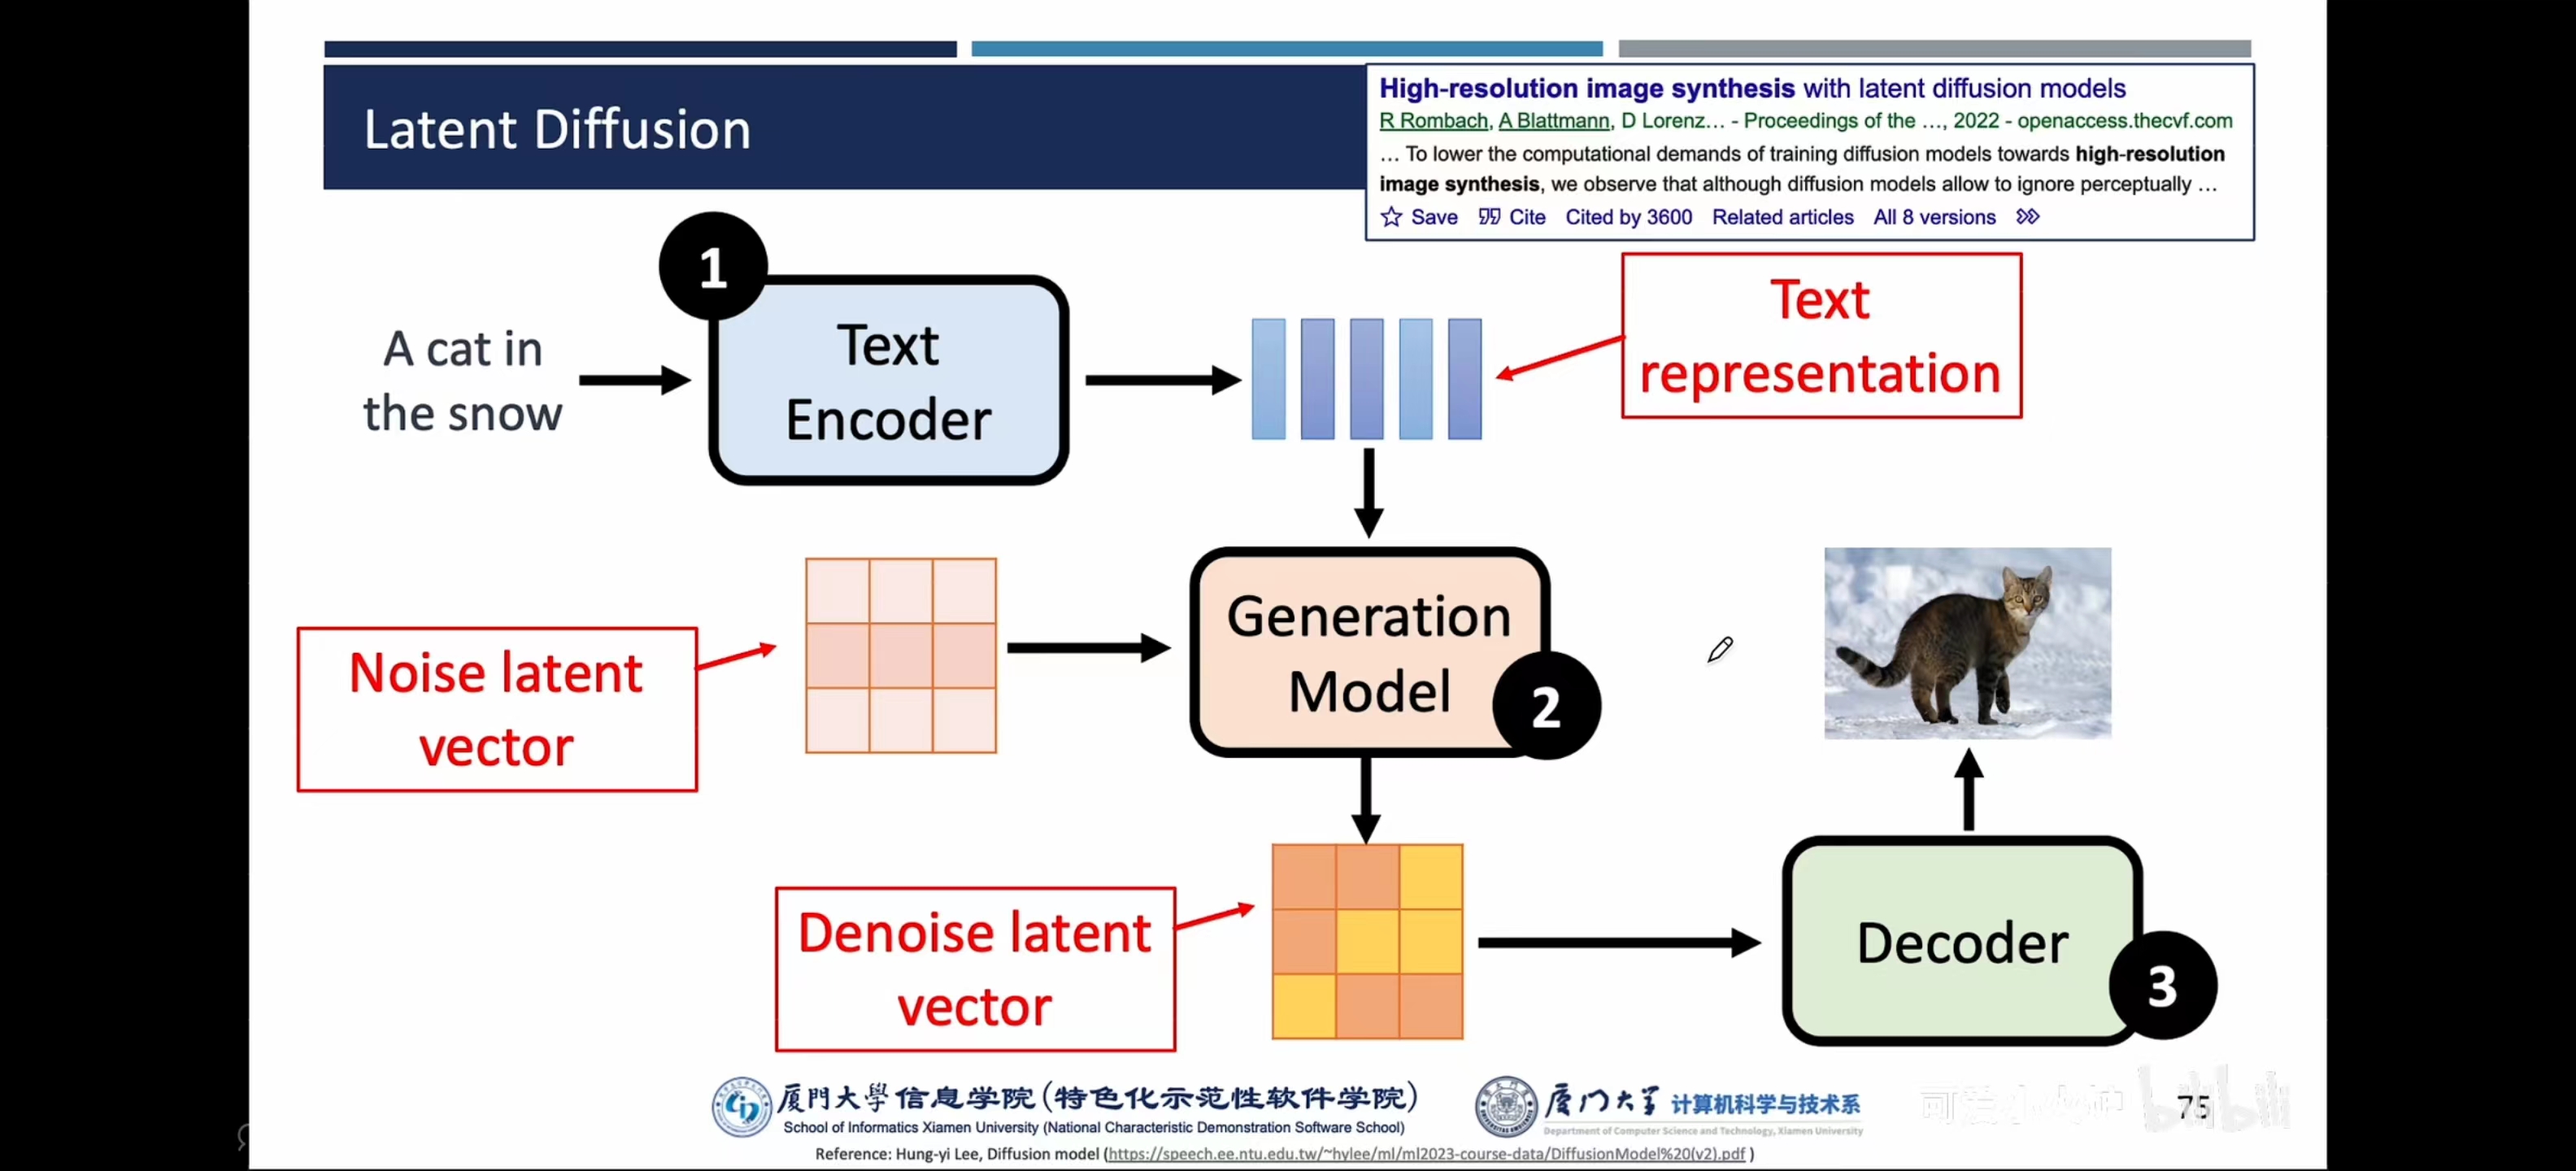 Latent Diffusion
High-resolution image synthesis with latent diffusion models
R Rombach, A Blattmann, D Lorenz... - Proceedings of the ..., 2022 - openaccess.thecvf.com
... To lower the computational demands of training diffusion models towards high-resolution
image synthesis, we observe that although diffusion models allow to ignore perceptually ...
Save Cite Cited by 3600 Related articles All 8 versions
1
A cat in
the snow
Text
Encoder
Text
representation
Noise latent
vector
Generation
Model
2
Denoise latent
vector
Decoder
3
厦門大學信息学院(特色化示范性软件学院)
School of Informatics Xiamen University (National Characteristic Demonstration Software School)
厦门大学 计算机科学与技术系
Department of Computer Science and Technology, Xiamen University
bilibili
75
Reference: Hung-yi Lee, Diffusion model (https://speech.ee.ntu.edu.tw/~hylee/ml/ml2023-course-data/DiffusionModel%20(v2).pdf )